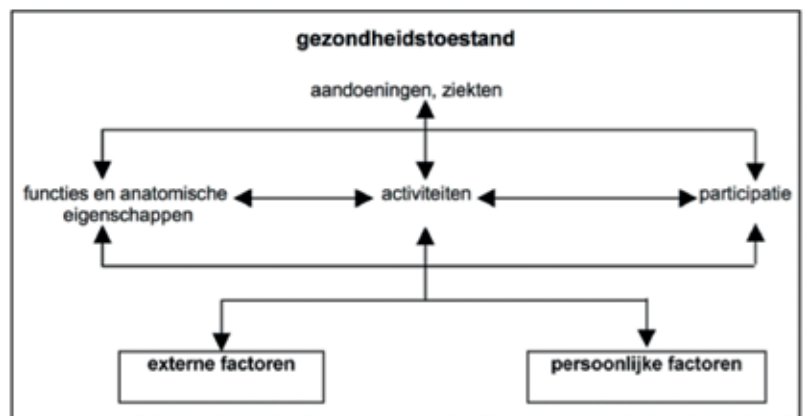 gezondheidstoestand
aandoeningen, ziekten
functies en anatomische
eigenschappen
activiteiten
participatie
externe factoren
persoonlijke factoren